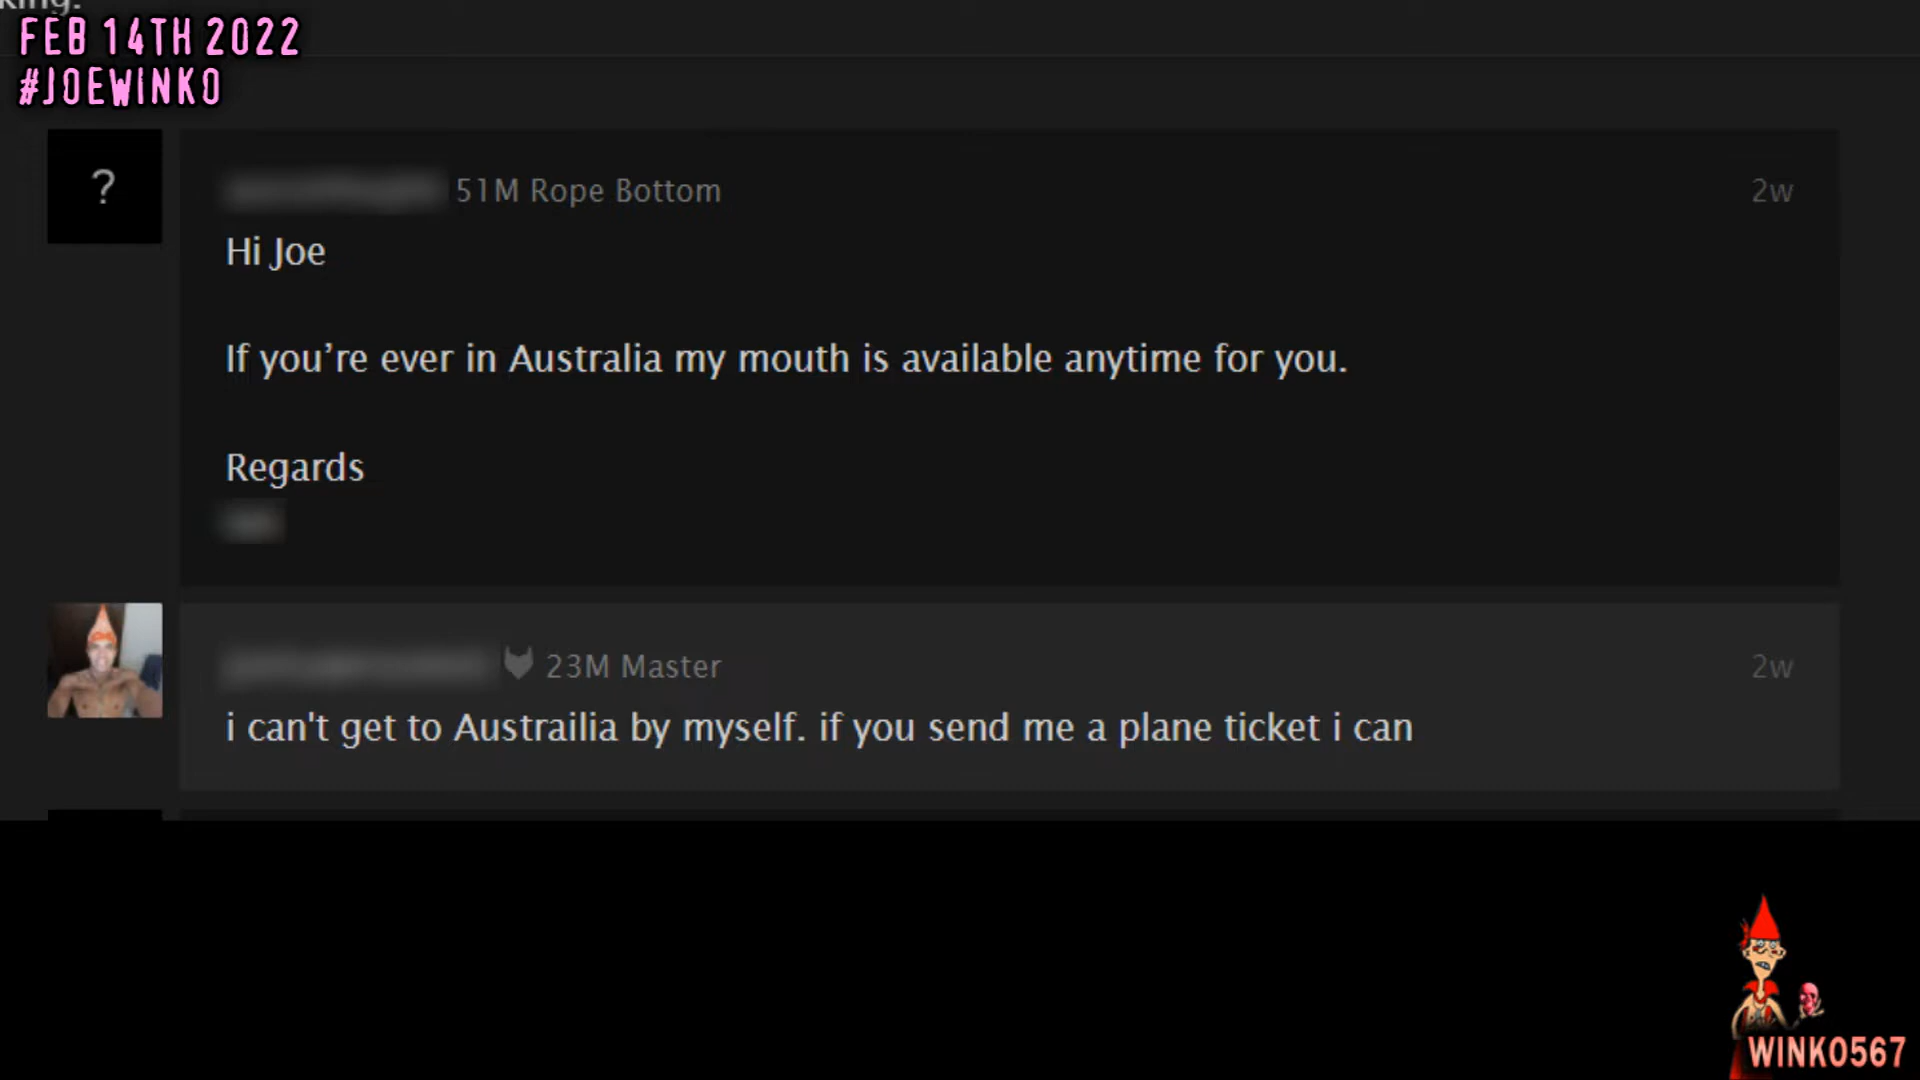 king.
FEB 14TH 2022
#JOEWINKO
?
51M Rope Bottom
2w
Hi Joe
If you're ever in Australia my mouth is available anytime for you.
Regards
23M Master
2w
i can't get to Austrailia by myself. if you send me a plane ticket i can
WINKO567